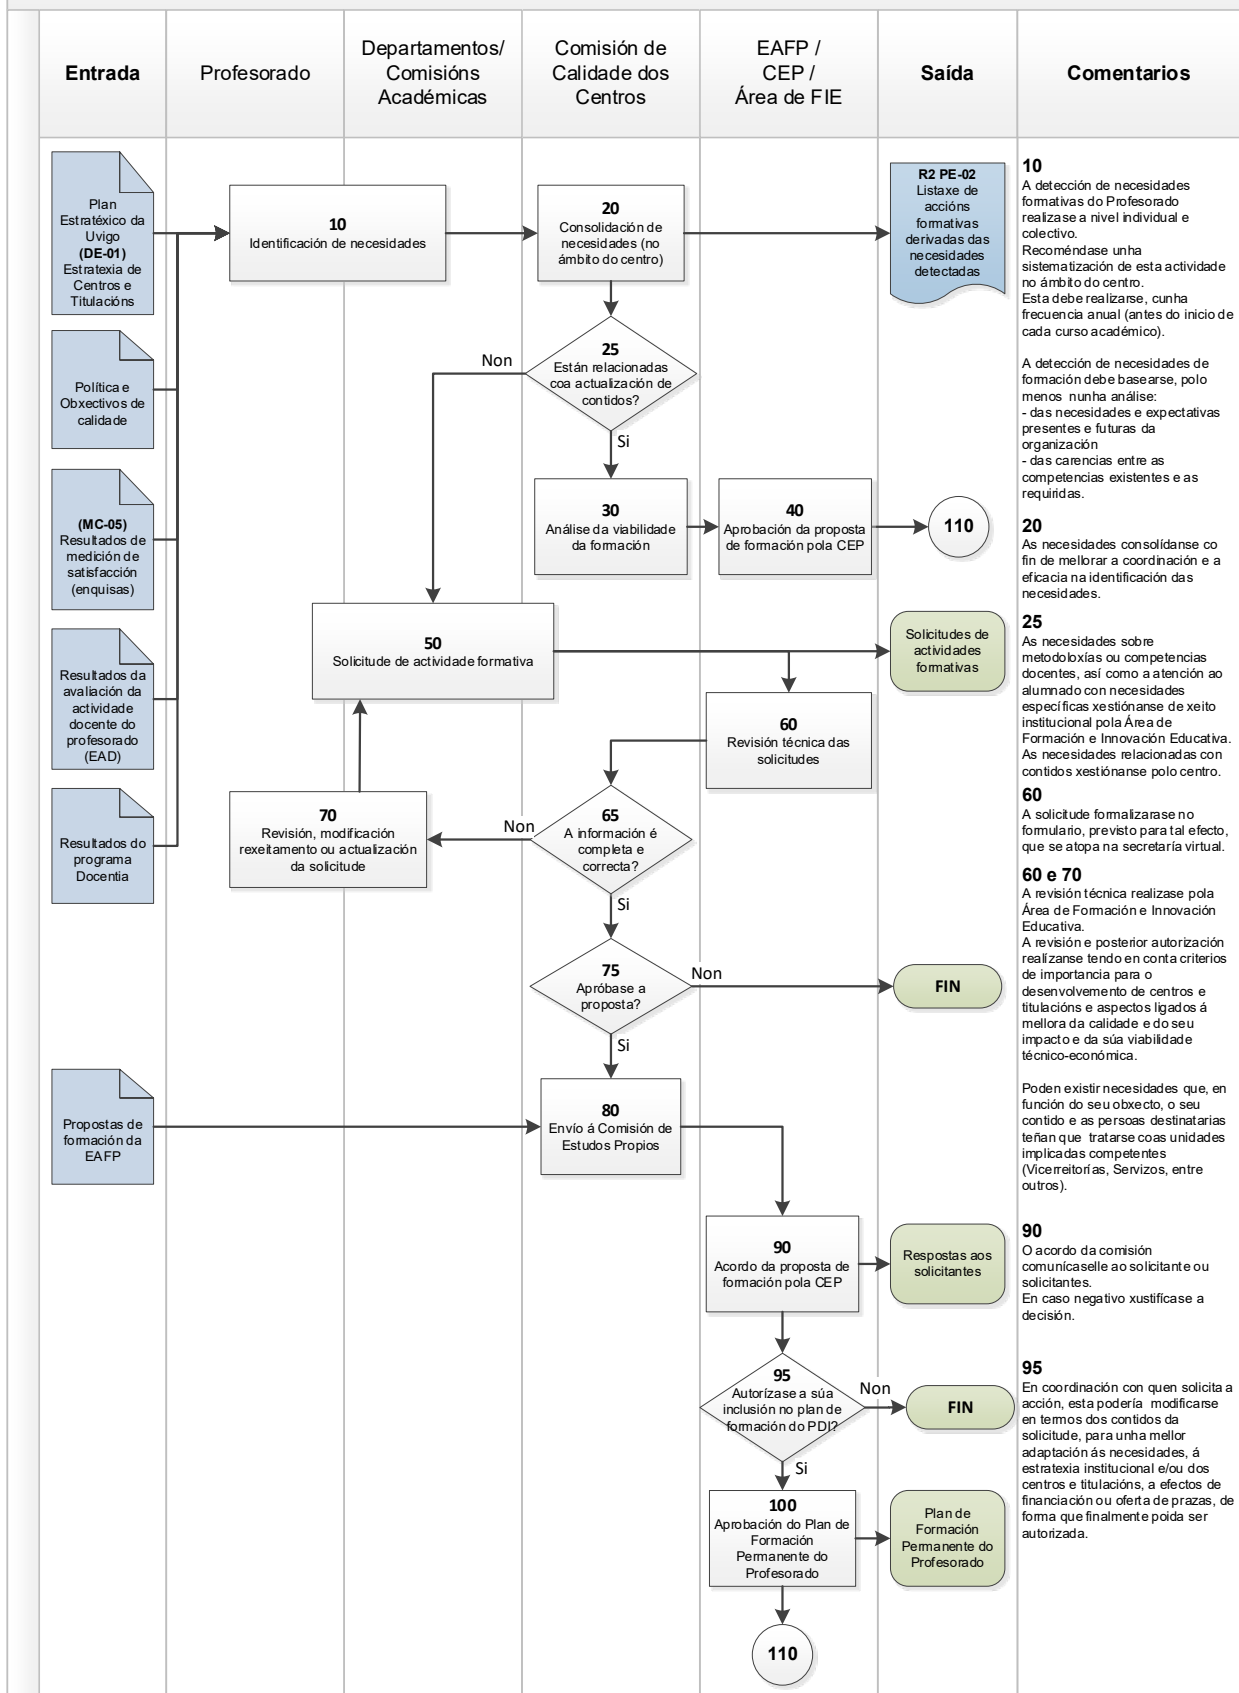 Entrada
Profesorado
Departamentos/
Comisións
Académicas
Comisión de
Calidade dos
Centros
EAFP /
CEP /
Área de FIE
Saída
Comentarios
Plan
Estratéxico da
Uvigo
(DE-01)
Estratexia de
Centros e
Titulacións
10
Identificación de necesidades
20
Consolidación de
necesidades (no
ámbito do centro)
R2 PE-02
Listaxe de
accións
formativas
derivadas das
necesidades
detectadas
Política e
Obxectivos de
calidade
Non
25
Están relacionadas
coa actualización de
contidos?
Si
(MC-05)
Resultados de
medición de
satisfacción
(enquisas)
30
Análise da viabilidade
da formación
40
Aprobación da proposta
de formación pola CEP
110
50
Solicitude de actividade formativa
Solicitudes de
actividades
formativas
Resultados da
avaliación da
actividade
docente do
profesorado
(EAD)
60
Revisión técnica das
solicitudes
Resultados do
programa
Docentia
70
Revisión, modificación
rexeitamento ou actualización
da solicitude
Non
65
A información é
completa e
correcta?
Si
75
Apróbase a
proposta?
Non
FIN
Si
Propostas de
formación da
EAFP
80
Envío á Comisión de
Estudos Propios
90
Acordo da proposta de
formación pola CEP
Respostas aos
solicitantes
95
Autorízase a súa
inclusión no plan de
formación do PDI?
Non
FIN
Si
100
Aprobación do Plan de
Formación
Permanente do
Profesorado
Plan de
Formación
Permanente do
Profesorado
110
10
A detección de necesidades
formativas do Profesorado
realizase a nivel individual e
colectivo.
Recoméndase unha
sistematización de esta actividade
no ámbito do centro.
Esta debe realizarse, cunha
frecuencia anual (antes do inicio de
cada curso académico).
A detección de necesidades de
formación debe basearse, polo
menos nunha análise:
- das necesidades e expectativas
presentes e futuras da
organización
- das carencias entre as
competencias existentes e as
requiridas.
20
As necesidades consolídanse co
fin de mellorar a coordinación e a
eficacia na identificación das
necesidades.
25
As necesidades sobre
metodoloxías ou competencias
docentes, así como a atención ao
alumnado con necesidades
específicas xestiónanse de xeito
institucional pola Área de
Formación e Innovación Educativa.
As necesidades relacionadas con
contidos xestiónanse polo centro.
60
A solicitude formalizarase no
formulario, previsto para tal efecto,
que se atopa na secretaría virtual.
60 e 70
A revisión técnica realizase pola
Área de Formación e Innovación
Educativa.
A revisión e posterior autorización
realízanse tendo en conta criterios
de importancia para o
desenvolvemento de centros e
titulacións e aspectos ligados á
mellora da calidade e do seu
impacto e da súa viabilidade
técnico-económica.
Poden existir necesidades que, en
función do seu obxecto, o seu
contido e as persoas destinatarias
teñan que tratarse coas unidades
implicadas competentes
(Vicerreitorías, Servizos, entre
outros).
90
O acordo da comisión
comunícaselle ao solicitante ou
solicitantes.
En caso negativo xustifícase a
decisión.
95
En coordinación con quen solicita a
acción, esta podería modificarse
en termos dos contidos da
solicitude, para unha mellor
adaptación ás necesidades, á
estratexia institucional e/ou dos
centros e titulacións, a efectos de
financiación ou oferta de prazas, de
forma que finalmente poida ser
autorizada.